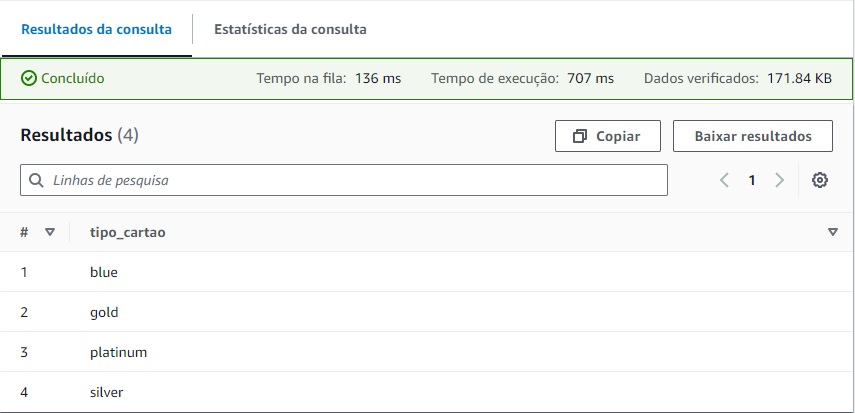 Resultados da consulta Estatísticas da consulta
Concluído Tempo na fila: 136 ms Tempo de execução: 707 ms Dados verificados: 171.84 KB
Resultados (4) Copiar Baixar resultados
Linhas de pesquisa 1
# tipo_cartao
1 blue
2 gold
3 platinum
4 silver